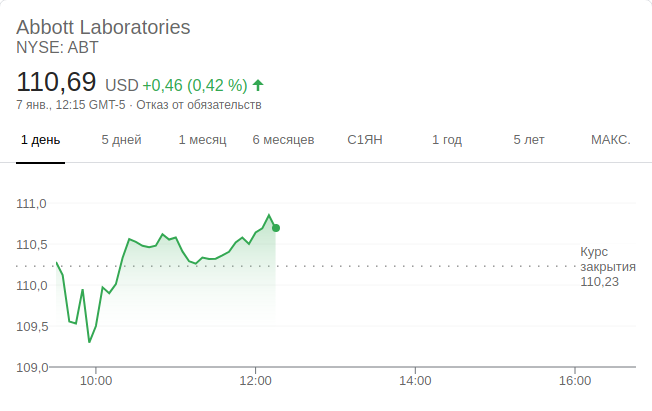 Abbott Laboratories
NYSE: ABT
110,69 USD +0,46 (0,42 %)
7 янв., 12:15 GMT-5 · Отказ от обязательств
1 день 5 дней 1 месяц 6 месяцев С1ЯН 1 год 5 лет МАКС.
111,0
110,5
Курс
закрытия
110,23
110,0
109,5
109,0
10:00 12:00 14:00 16:00